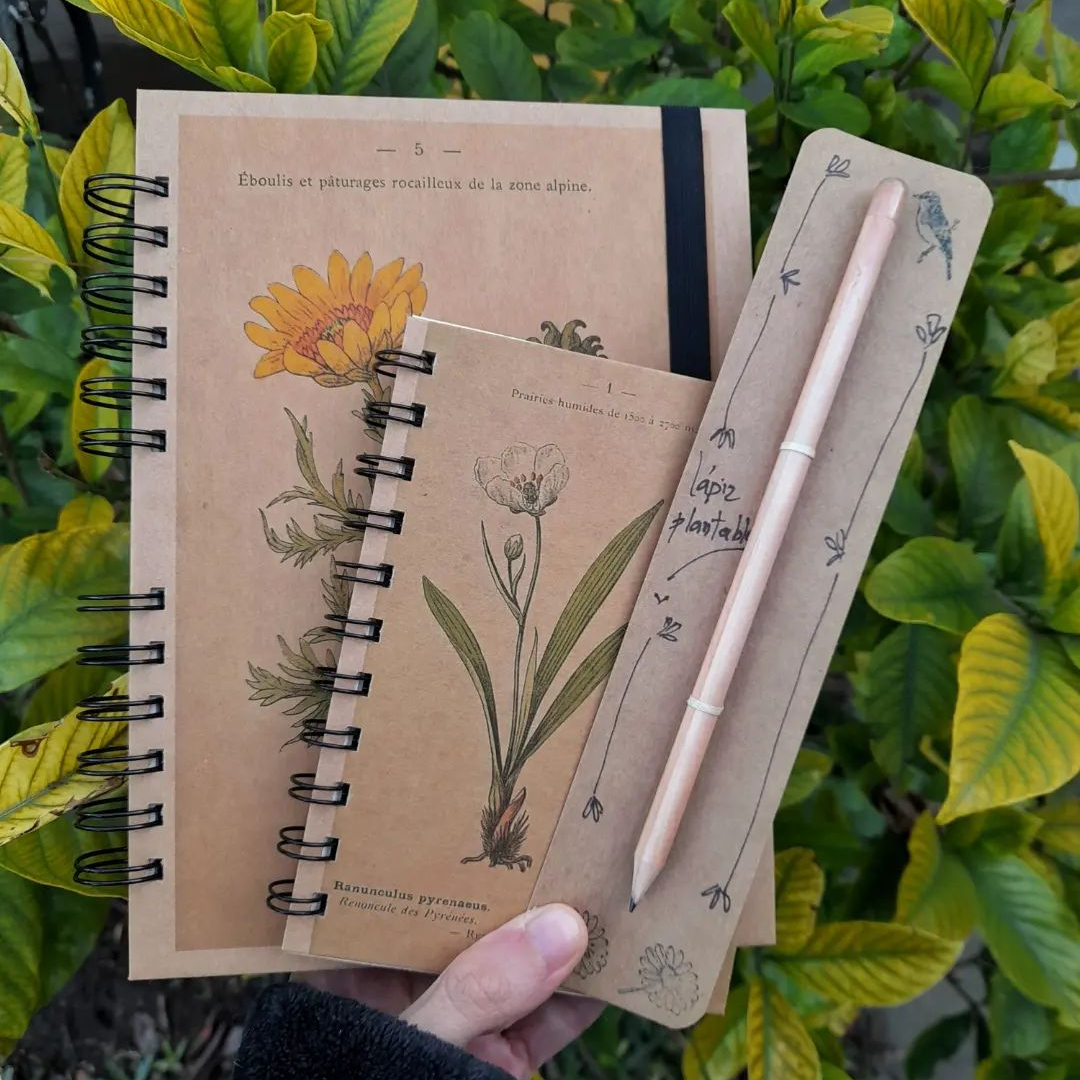 — 5 —
Éboulis et pâturages rocailleux de la zone alpine.
— 1 —
Prairies humides de 1500 à 2700 m
lápiz
plantabl
Ranunculus pyrenaeus.
Renoncule des Pyrénées.